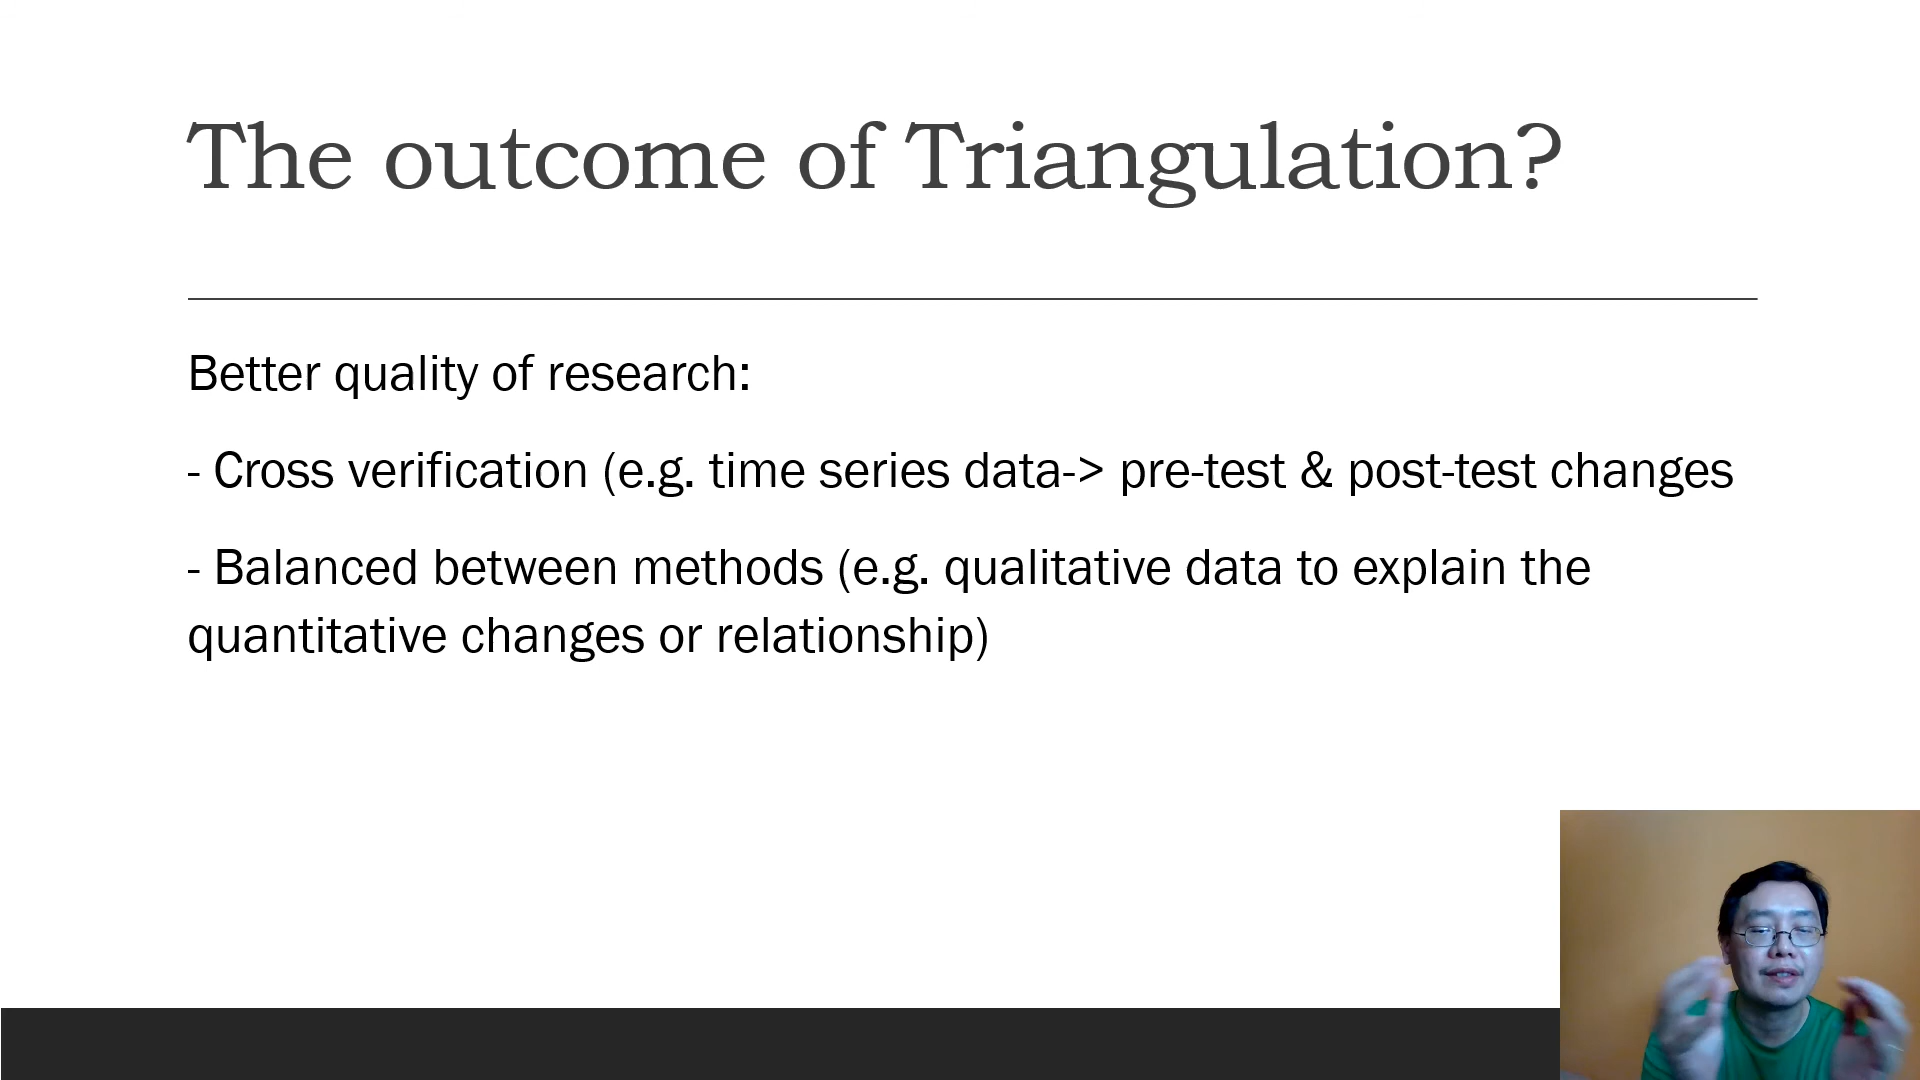 The outcome of Triangulation?
Better quality of research:
- Cross verification (e.g. time series data-> pre-test & post-test changes
- Balanced between methods (e.g. qualitative data to explain the
quantitative changes or relationship)